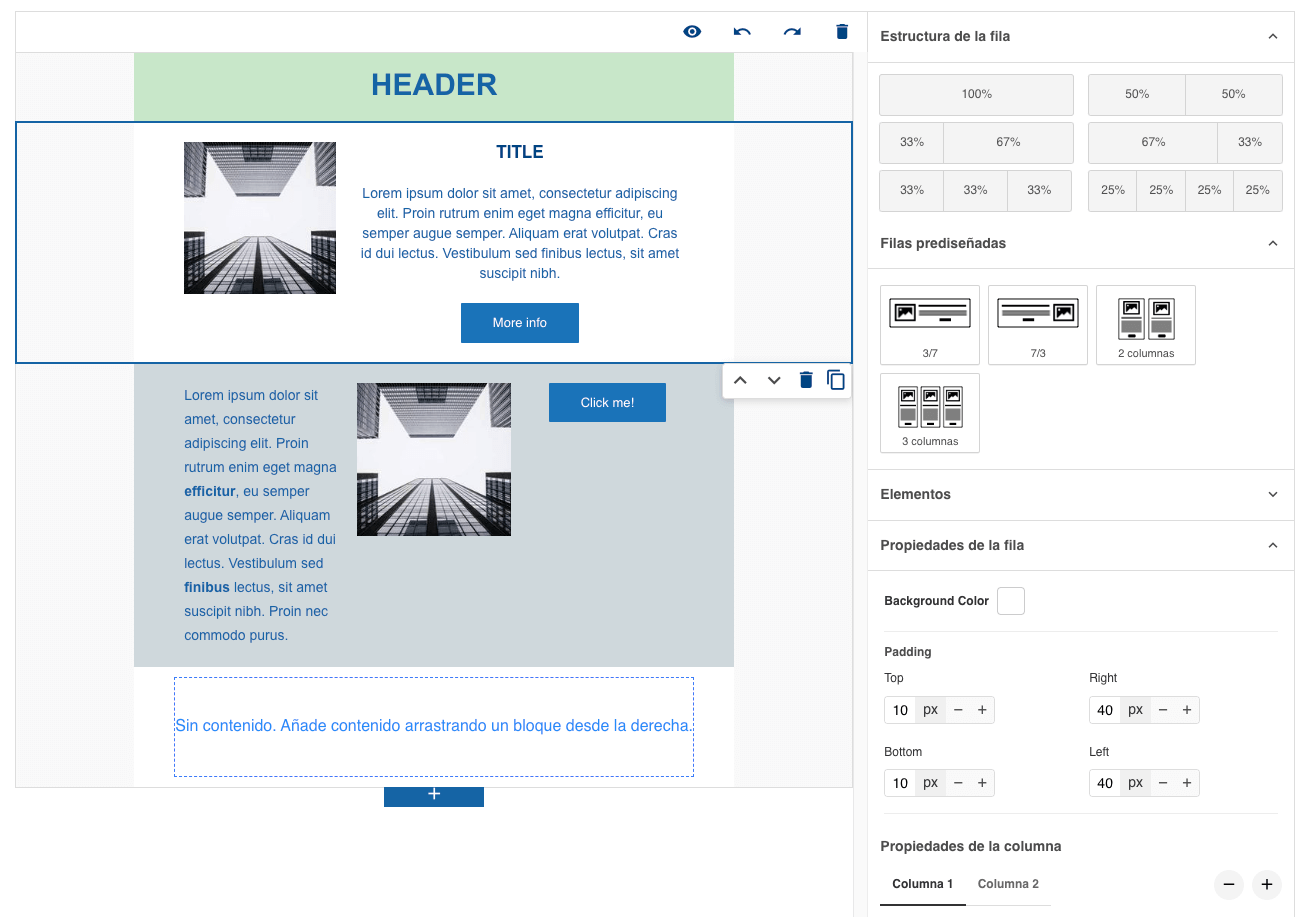 HEADER
TITLE
Lorem ipsum dolor sit amet, consectetur adipiscing
elit. Proin rutrum enim eget magna efficitur, eu
semper augue semper. Aliquam erat volutpat. Cras
id dui lectus. Vestibulum sed finibus lectus, sit amet
suscipit nibh.
More info
Lorem ipsum dolor sit
amet, consectetur
adipiscing elit. Proin
rutrum enim eget magna
efficitur, eu semper
augue semper. Aliquam
erat volutpat. Cras id dui
lectus. Vestibulum sed
finibus lectus, sit amet
suscipit nibh. Proin nec
commodo purus.
Click me!
Sin contenido. Añade contenido arrastrando un bloque desde la derecha.
+
Estructura de la fila
100% 50% 50%
33% 67% 67% 33%
33% 33% 33% 25% 25% 25% 25%
Filas prediseñadas
3/7 7/3 2 columnas
3 columnas
Elementos
Propiedades de la fila
Background Color
Padding
Top Right
10 px − + 40 px − +
Bottom Left
10 px − + 40 px − +
Propiedades de la columna
Columna 1 Columna 2 − +